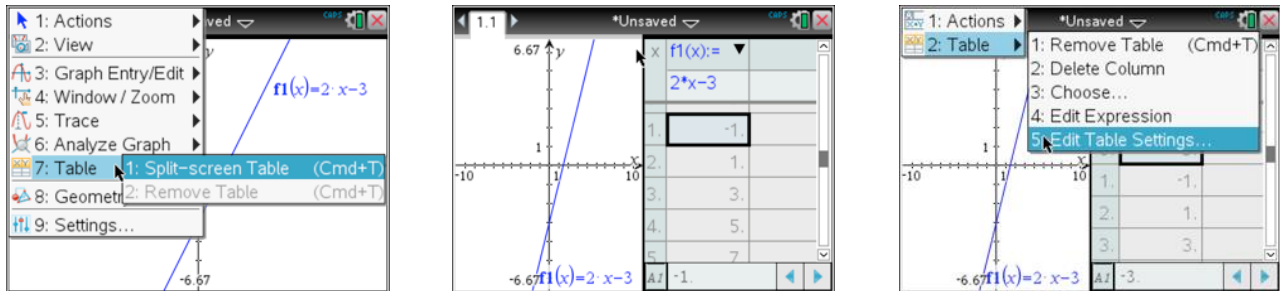 1: Actions
2: View
3: Graph Entry/Edit
4: Window / Zoom
5: Trace
6: Analyze Graph
7: Table
1: Split-screen Table (Cmd+T)
2: Remove Table (Cmd+T)
9: Settings...
CAPS
y
f1(x)=2· x-3
-6.67
1.1
*Unsaved
CAPS
6.67 y
1
x
-10 1 10
-6.67 f1(x)=2· x-3
x f1(x):=
2*x-3
1. -1.
2. 1.
3. 3.
4. 5.
5. 7.
A1 -1.
1: Actions
2: Table
*Unsaved
CAPS
1: Remove Table (Cmd+T)
2: Delete Column
3: Choose...
4: Edit Expression
5: Edit Table Settings...
1
x
-10 1 10
1. -1.
2. 1.
3. 3.
-6.67 f1(x)=2· x-3
A1 -3.